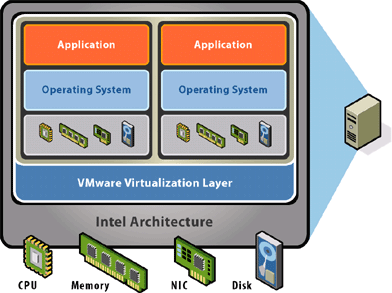 Application Application
Operating System Operating System
VMware Virtualization Layer
Intel Architecture
CPU Memory NIC Disk